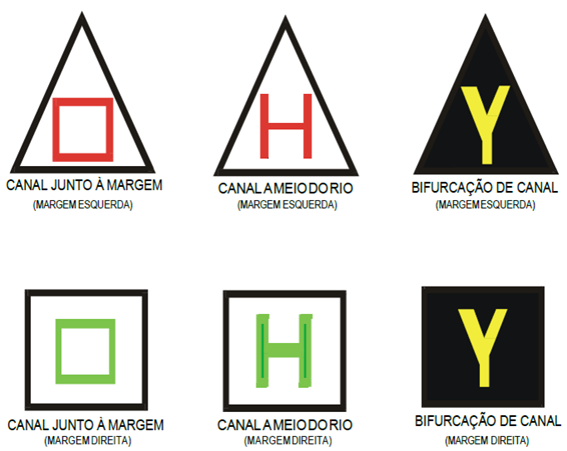 H
Y
CANAL JUNTO À MARGEM
(MARGEM ESQUERDA)
CANAL A MEIO DO RIO
(MARGEM ESQUERDA)
BIFURCAÇÃO DE CANAL
(MARGEM ESQUERDA)
H
Y
CANAL JUNTO À MARGEM
(MARGEM DIREITA)
CANAL A MEIO DO RIO
(MARGEM DIREITA)
BIFURCAÇÃO DE CANAL
(MARGEM DIREITA)